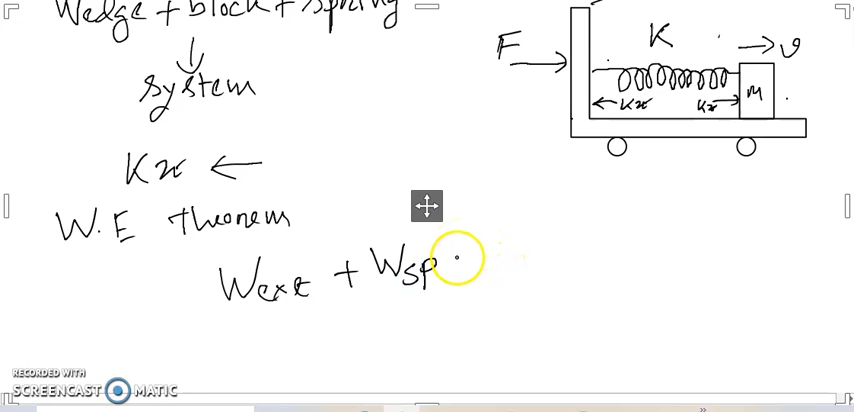 Wedge + block + spring
system
F
K
v
Kx
Kx
M
Kx ←
W.E theorem
Wext + Wsp
RECORDED WITH
SCREENCAST MATIC